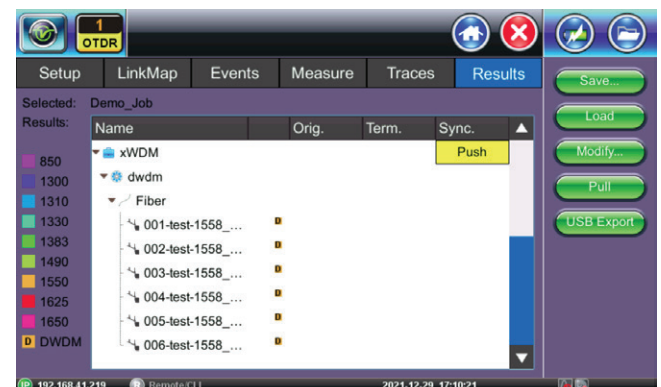 1
OTDR
Setup LinkMap Events Measure Traces Results
Selected: Demo_Job
Results:
Name Orig. Term. Sync.
xWDM Push
dwdm
Fiber
001-test-1558_... D
002-test-1558_... D
003-test-1558_... D
004-test-1558_... D
005-test-1558_... D
006-test-1558_... D
850
1300
1310
1330
1383
1490
1550
1625
1650
D DWDM
Save...
Load
Modify...
Pull
USB Export
IP 192.168.41.219 R Remote/CLI 2021-12-29 17:10:21